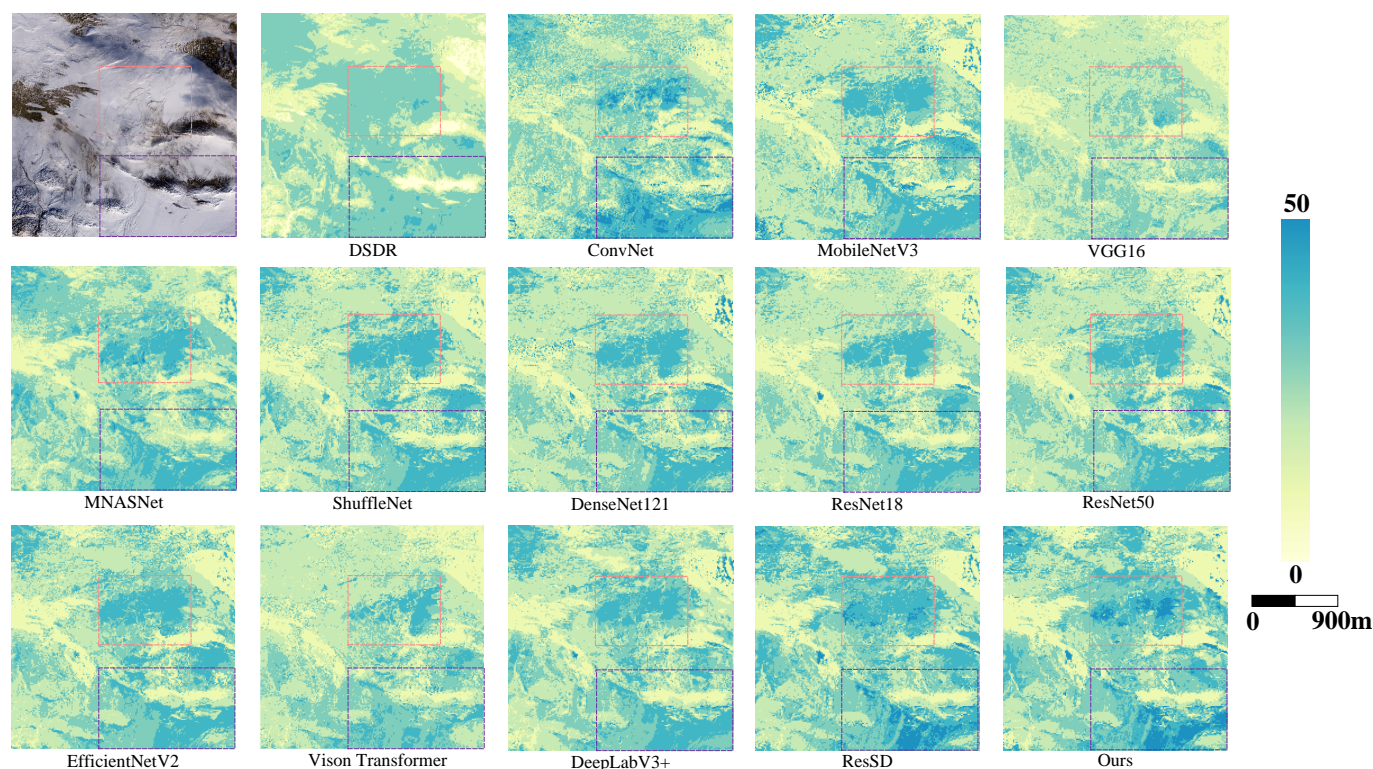 DSDR
ConvNet
MobileNetV3
VGG16
MNASNet
ShuffleNet
DenseNet121
ResNet18
ResNet50
EfficientNetV2
Vison Transformer
DeepLabV3+
ResSD
Ours
50
0
0 900m